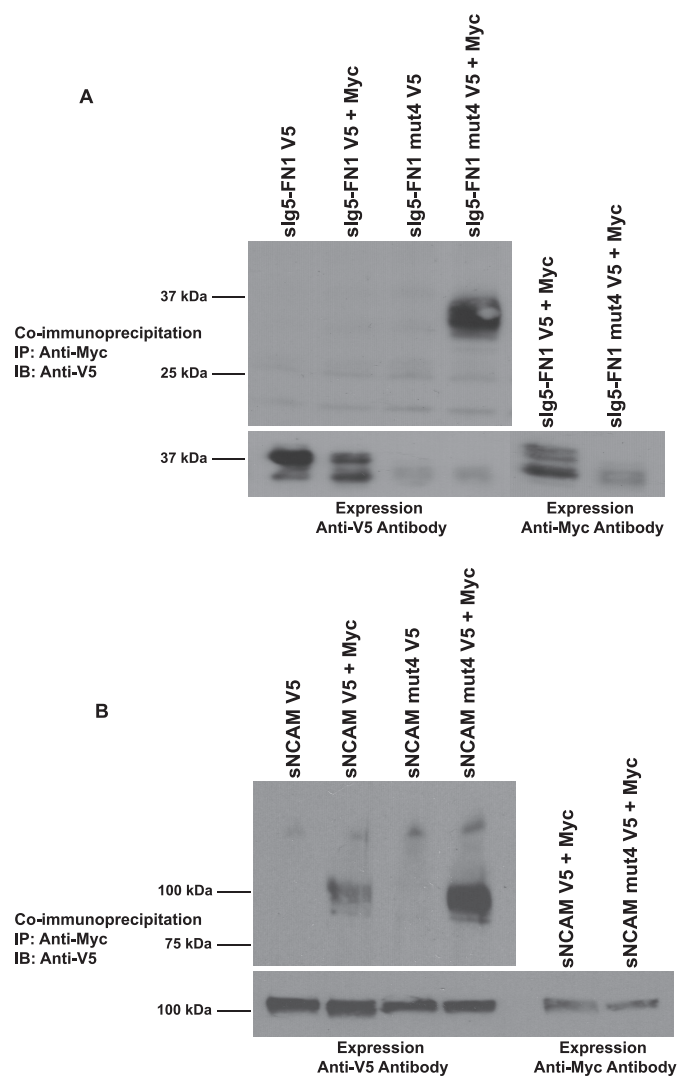 A
sIg5-FN1 V5
sIg5-FN1 V5 + Myc
sIg5-FN1 mut4 V5
sIg5-FN1 mut4 V5 + Myc
37 kDa
Co-immunoprecipitation
IP: Anti-Myc
IB: Anti-V5
25 kDa
sIg5-FN1 V5 + Myc
sIg5-FN1 mut4 V5 + Myc
37 kDa
Expression
Anti-V5 Antibody
Expression
Anti-Myc Antibody
B
sNCAM V5
sNCAM V5 + Myc
sNCAM mut4 V5
sNCAM mut4 V5 + Myc
100 kDa
Co-immunoprecipitation
IP: Anti-Myc
IB: Anti-V5
75 kDa
sNCAM V5 + Myc
sNCAM mut4 V5 + Myc
100 kDa
Expression
Anti-V5 Antibody
Expression
Anti-Myc Antibody